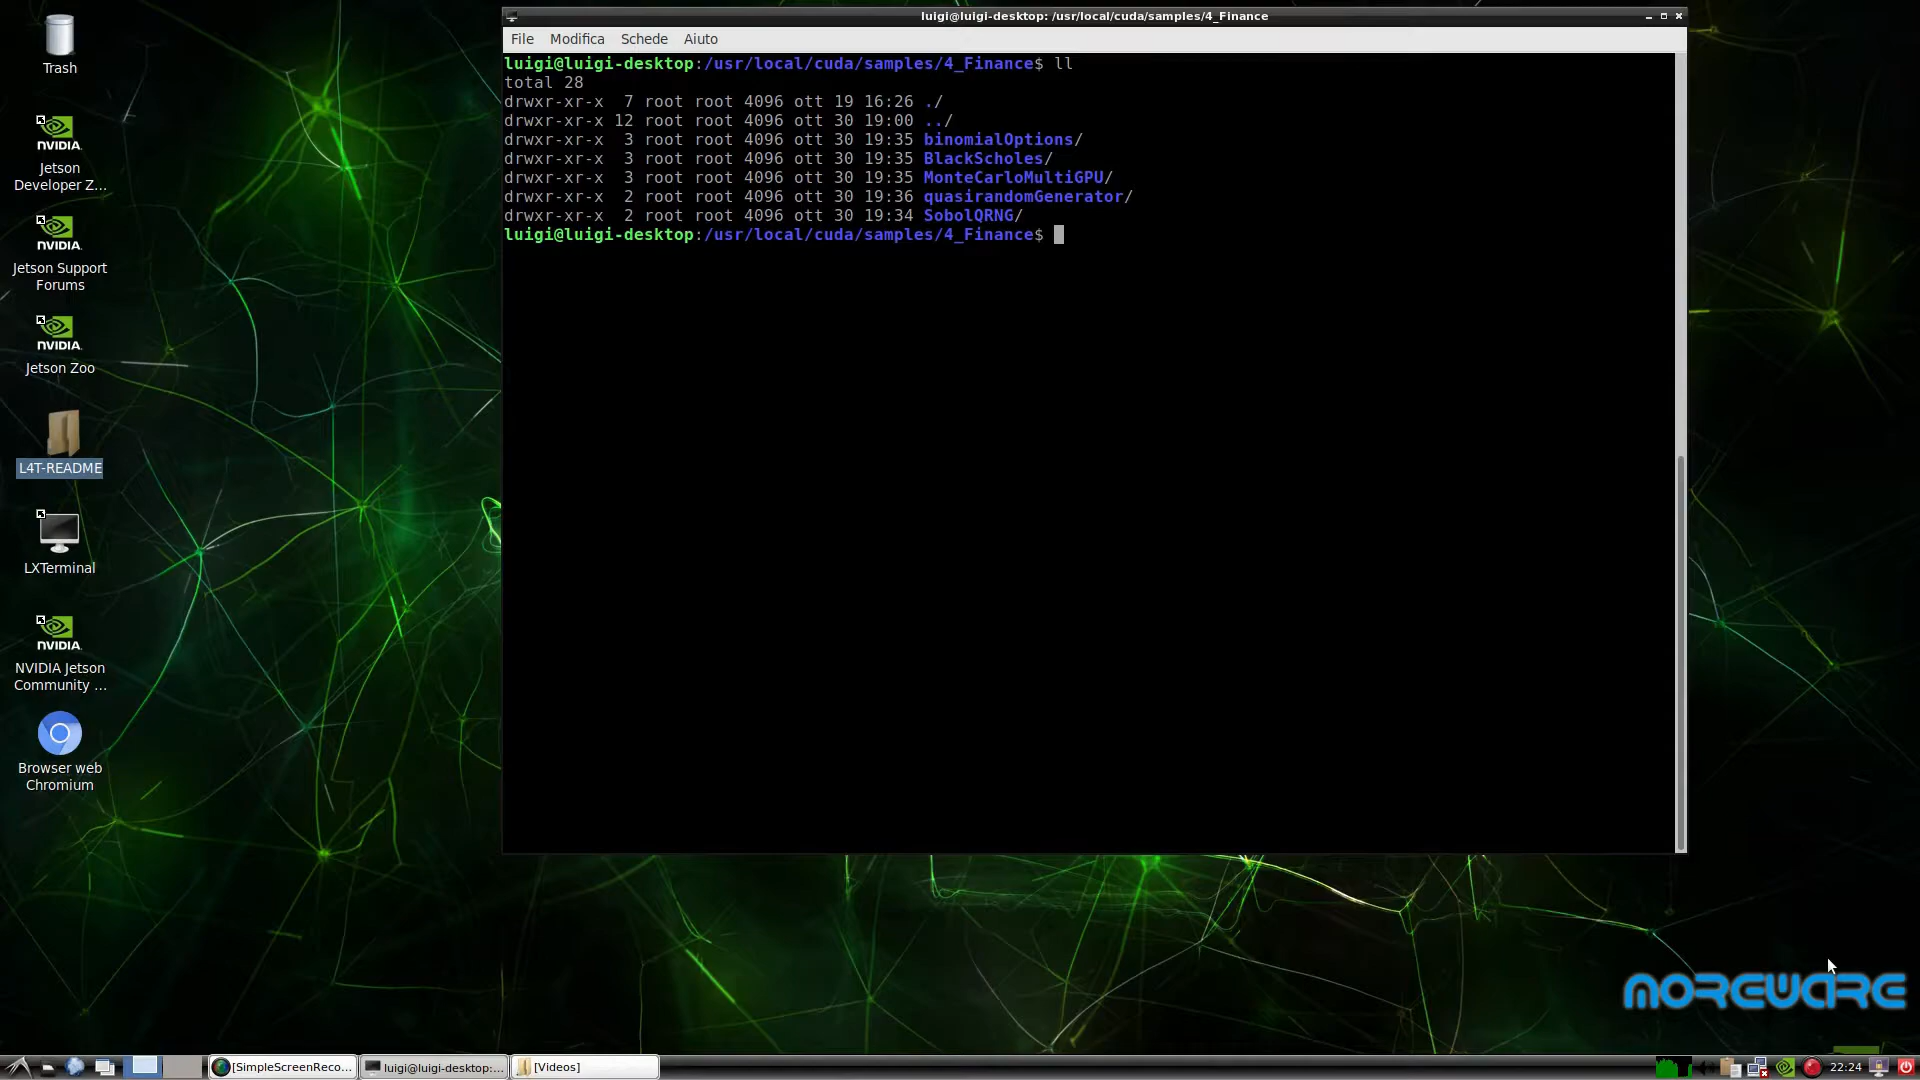 luigi@luigi-desktop: /usr/local/cuda/samples/4_Finance
File Modifica Schede Aiuto
luigi@luigi-desktop:/usr/local/cuda/samples/4_Finance$ ll
total 28
drwxr-xr-x  7 root root 4096 ott 19 16:26 ./
drwxr-xr-x 12 root root 4096 ott 30 19:00 ../
drwxr-xr-x  3 root root 4096 ott 30 19:35 binomialOptions/
drwxr-xr-x  3 root root 4096 ott 30 19:35 BlackScholes/
drwxr-xr-x  3 root root 4096 ott 30 19:35 MonteCarloMultiGPU/
drwxr-xr-x  2 root root 4096 ott 30 19:36 quasirandomGenerator/
drwxr-xr-x  2 root root 4096 ott 30 19:34 SobolQRNG/
luigi@luigi-desktop:/usr/local/cuda/samples/4_Finance$
Trash
NVIDIA.
Jetson
Developer Z...
NVIDIA.
Jetson Support
Forums
NVIDIA.
Jetson Zoo
L4T-README
LXTerminal
NVIDIA.
NVIDIA Jetson
Community ...
Browser web
Chromium
MOREWARE
[SimpleScreenReco...
luigi@luigi-desktop:...
[Videos]
22:24